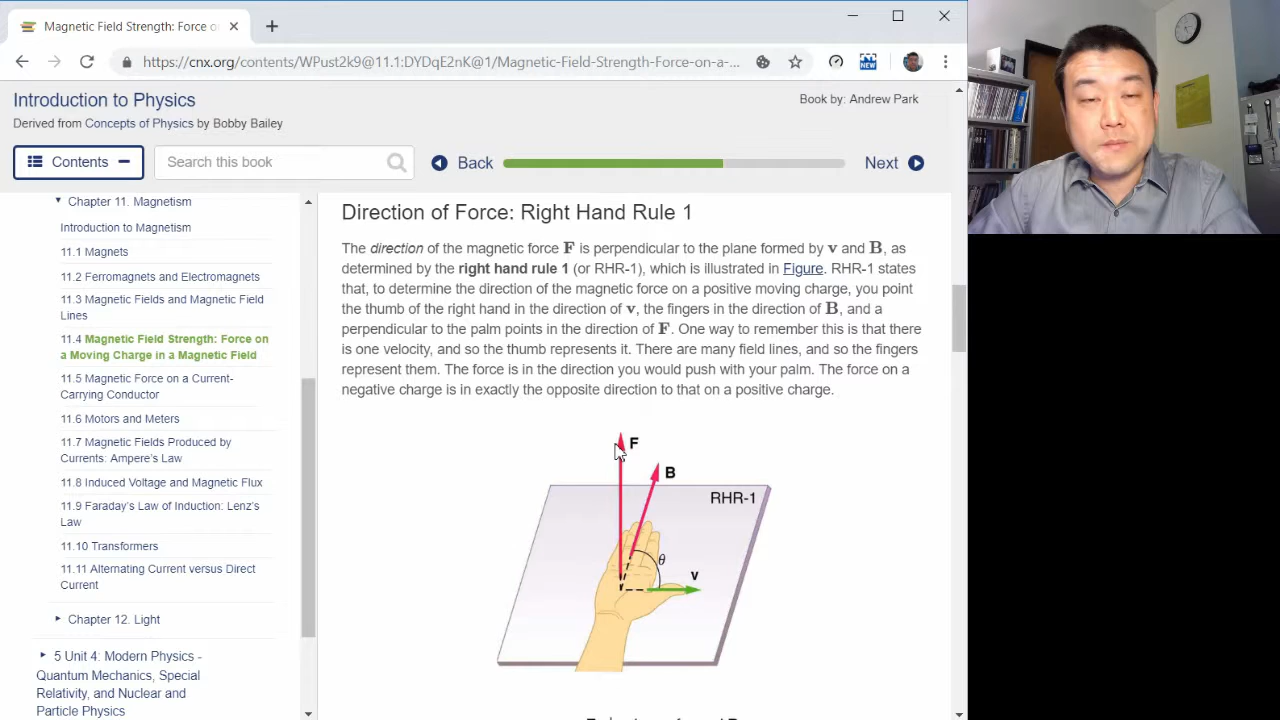 Magnetic Field Strength: Force o
https://cnx.org/contents/WPust2k9@11.1:DYDqE2nK@1/Magnetic-Field-Strength-Force-on-a-...
NEW
Introduction to Physics
Book by: Andrew Park
Derived from Concepts of Physics by Bobby Bailey
Contents
Search this book
Back
Next
Chapter 11. Magnetism
Introduction to Magnetism
11.1 Magnets
11.2 Ferromagnets and Electromagnets
11.3 Magnetic Fields and Magnetic Field
Lines
11.4 Magnetic Field Strength: Force on
a Moving Charge in a Magnetic Field
11.5 Magnetic Force on a Current-
Carrying Conductor
11.6 Motors and Meters
11.7 Magnetic Fields Produced by
Currents: Ampere's Law
11.8 Induced Voltage and Magnetic Flux
11.9 Faraday's Law of Induction: Lenz's
Law
11.10 Transformers
11.11 Alternating Current versus Direct
Current
Chapter 12. Light
5 Unit 4: Modern Physics -
Quantum Mechanics, Special
Relativity, and Nuclear and
Particle Physics
Direction of Force: Right Hand Rule 1
The direction of the magnetic force F is perpendicular to the plane formed by v and B, as
determined by the right hand rule 1 (or RHR-1), which is illustrated in Figure. RHR-1 states
that, to determine the direction of the magnetic force on a positive moving charge, you point
the thumb of the right hand in the direction of v, the fingers in the direction of B, and a
perpendicular to the palm points in the direction of F. One way to remember this is that there
is one velocity, and so the thumb represents it. There are many field lines, and so the fingers
represent them. The force is in the direction you would push with your palm. The force on a
negative charge is in exactly the opposite direction to that on a positive charge.
F
B
RHR-1
θ
v